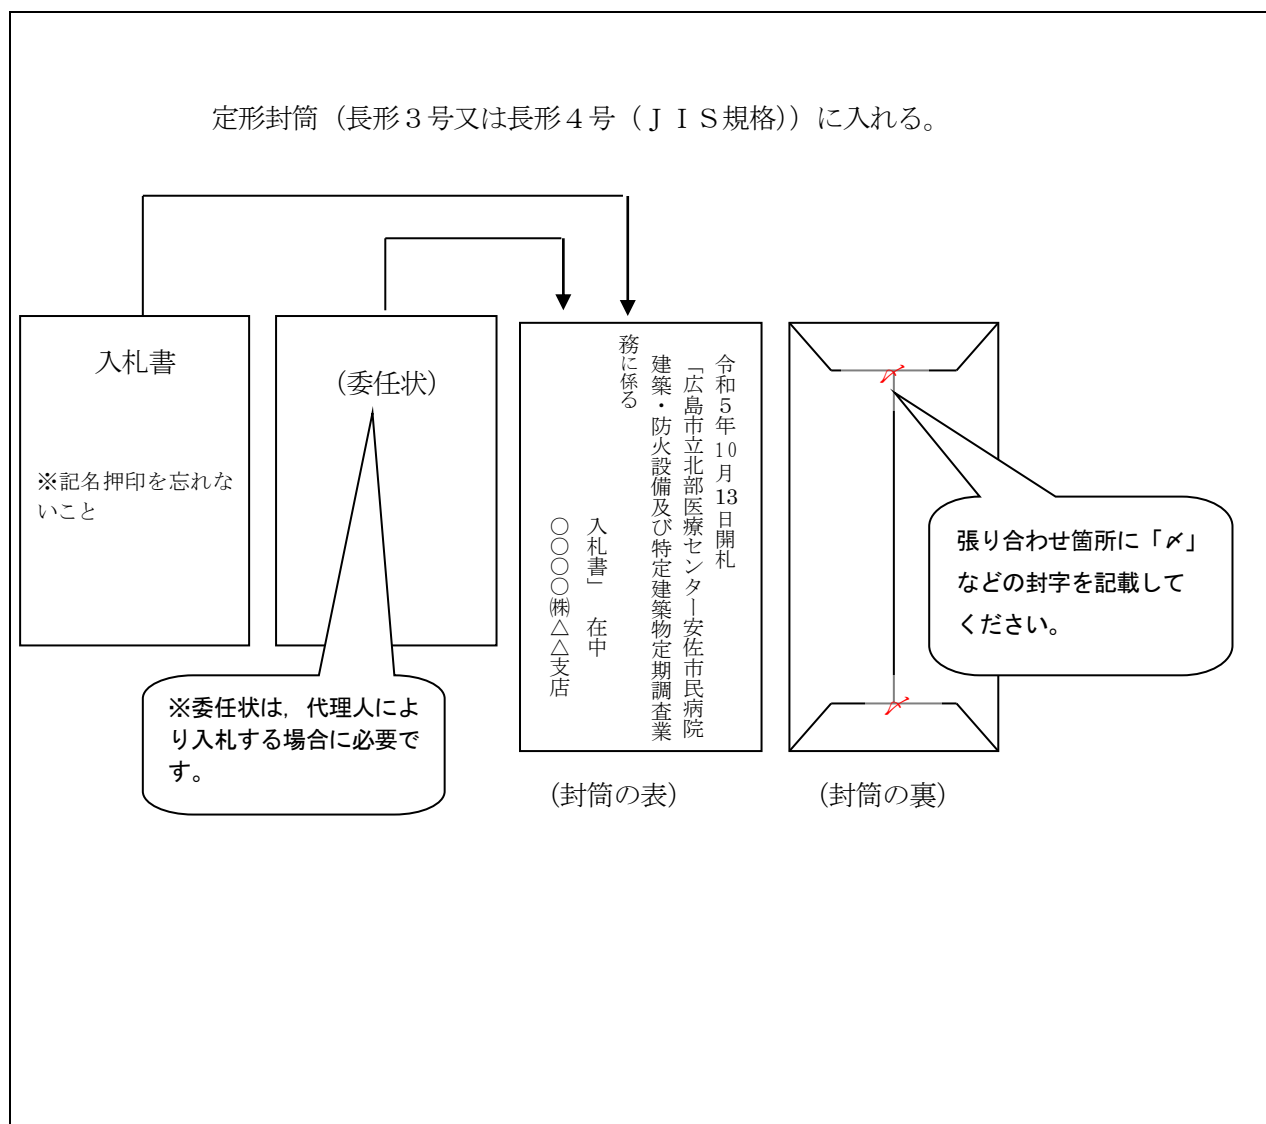 定形封筒（長形３号又は長形４号（ＪＩＳ規格））に入れる。
入札書
※記名押印を忘れな
いこと
（委任状）
※委任状は，代理人によ
り入札する場合に必要で
す。
令和５年10月13日開札
「広島市立北部医療センター安佐市民病院
建築・防火設備及び特定建築物定期調査業
務に係る
入札書」　在中
〇〇〇〇㈱△△支店
（封筒の表）
〆
〆
張り合わせ箇所に「〆」
などの封字を記載して
ください。
（封筒の裏）